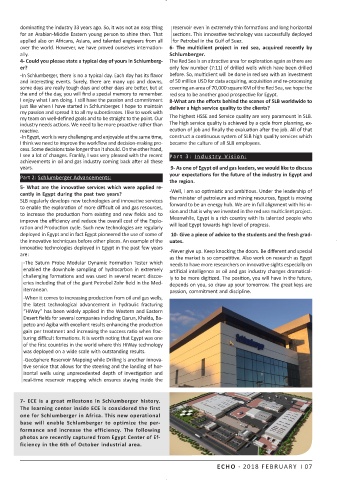 dominating the industry 33 years ago. So, it was not an easy thing
for an Arabian-Middle Eastern young person to shine then. That
applied also on Africans, Asians, and talented engineers from all
over the world. However, we have proved ourselves internation-
ally.
4- Could you please state a typical day of yours in Schlumberg-
er?
-In Schlumberger, there is no a typical day. Each day has its flavor
and interesting events. Surely, there are many ups and downs,
some days are really tough days and other days are better, but at
the end of the day, you will find a special memory to remember.
I enjoy what I am doing. I still have the passion and commitment
just like when I have started in Schlumberger. I hope to maintain
my passion and spread it to all my subordinates. I like to work with
my team on well-defined goals and to be straight to the point. Our
industry needs actions. We need to be more proactive rather than
reactive.
-In Egypt, work is very challenging and enjoyable at the same time,
I think we need to improve the workflow and decision-making pro-
cess. Some decisions take longer than it should. On the other hand,
I see a lot of changes. Frankly, I was very pleased with the recent
achievements in oil and gas industry coming back after all these
years.
Part 2: Schlumberger Advancements:
5- What are the innovative services which were applied re-
cently in Egypt during the past two years?
SLB regularly develops new technologies and innovative services
to enable the exploration of more difficult oil and gas resources,
to increase the production from existing and new fields and to
improve the efficiency and reduce the overall cost of the Explo-
ration and Production cycle. Such new technologies are regularly
deployed in Egypt and in fact Egypt pioneered the use of some of
the innovative techniques before other places. An example of the
innovative technologies deployed in Egypt in the past few years
are:
-The Saturn Probe Modular Dynamic Formation Tester which
enabled the downhole sampling of hydrocarbon in extremely
challenging formations and was used in several recent discov-
eries including that of the giant Petrobel Zohr field in the Med-
iterranean.
-When it comes to increasing production from oil and gas wells,
the latest technological advancement in hydraulic fracturing
"HiWay" has been widely applied in the Western and Eastern
Desert fields for several companies including Qarun, Khalda, Ba-
petco and Agiba with excellent results enhancing the production
gain per treatment and increasing the success ratio when frac-
turing difficult formations. It is worth noting that Egypt was one
of the first countries in the world where this HiWay technology
was deployed on a wide scale with outstanding results.
-GeoSphere Reservoir Mapping while Drilling is another innova-
tive service that allows for the steering and the landing of hor-
izontal wells using unprecedented depth of investigation and
real-time reservoir mapping which ensures staying inside the
7- ECE is a great milestone in Schlumberger history.
The learning center inside ECE is considered the first
one for Schlumberger in Africa. This new operational
base will enable Schlumberger to optimize the per-
formance and increase the efficiency. The following
photos are recently captured from Egypt Center of Ef-
ficiency in the 6th of October industrial area.
reservoir even in extremely thin formations and long horizontal
sections. This innovative technology was successfully deployed
for Petrobel in the Gulf of Suez.
6- The multiclient project in red sea, acquired recently by
Schlumberger.
The Red Sea is an attractive area for exploration again as there are
only few number (<11) of drilled wells which have been drilled
before. So, multiclient will be done in red sea with an investment
of 50 million USD for data acquiring, acquisition and re-processing
covering an area of 70,000 square KM of the Red Sea, we hope the
red sea to be another good prospective for Egypt.
8-What are the efforts behind the scenes of SLB worldwide to
deliver a high service quality to the clients?
The highest HSE and Service quality are very paramount in SLB.
The high service quality is achieved by a cycle from planning, ex-
ecution of job and finally the evaluation after the job. All of that
construct a continuous system of SLB high quality services which
become the culture of all SLB employees.
Part 3: Industry Vision:
9- As one of Egypt oil and gas leaders, we would like to discuss
your expectations for the future of the industry in Egypt and
the region.
-Well, I am so optimistic and ambitious. Under the leadership of
the minister of petroleum and mining resources, Egypt is moving
forward to be an energy hub. We are in full alignment with his vi-
sion and that is why we invested in the red sea multiclient project.
Meanwhile, Egypt is a rich country with its talented people who
will lead Egypt towards high level of progress.
10- Give a piece of advice to the students and the fresh grad-
uates.
-Never give up. Keep knocking the doors. Be different and special
as the market is so competitive. Also work on research as Egypt
needs to have more researchers on innovative rights especially on
artificial intelligence as oil and gas industry changes dramatical-
ly to be more digitized. The position, you will have in the future,
depends on you, so draw up your tomorrow. The great keys are
passion, commitment and discipline.
ECHO - 2018 FEBRUARY | 07